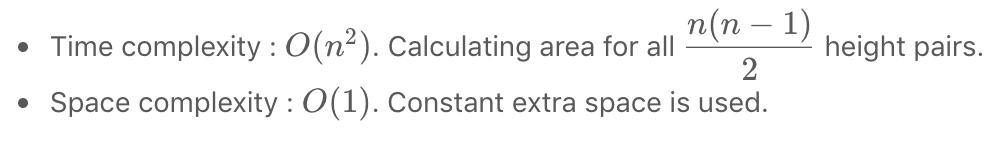 • Time complexity : O(n²). Calculating area for all n(n − 1)/2 height pairs.
• Space complexity : O(1). Constant extra space is used.